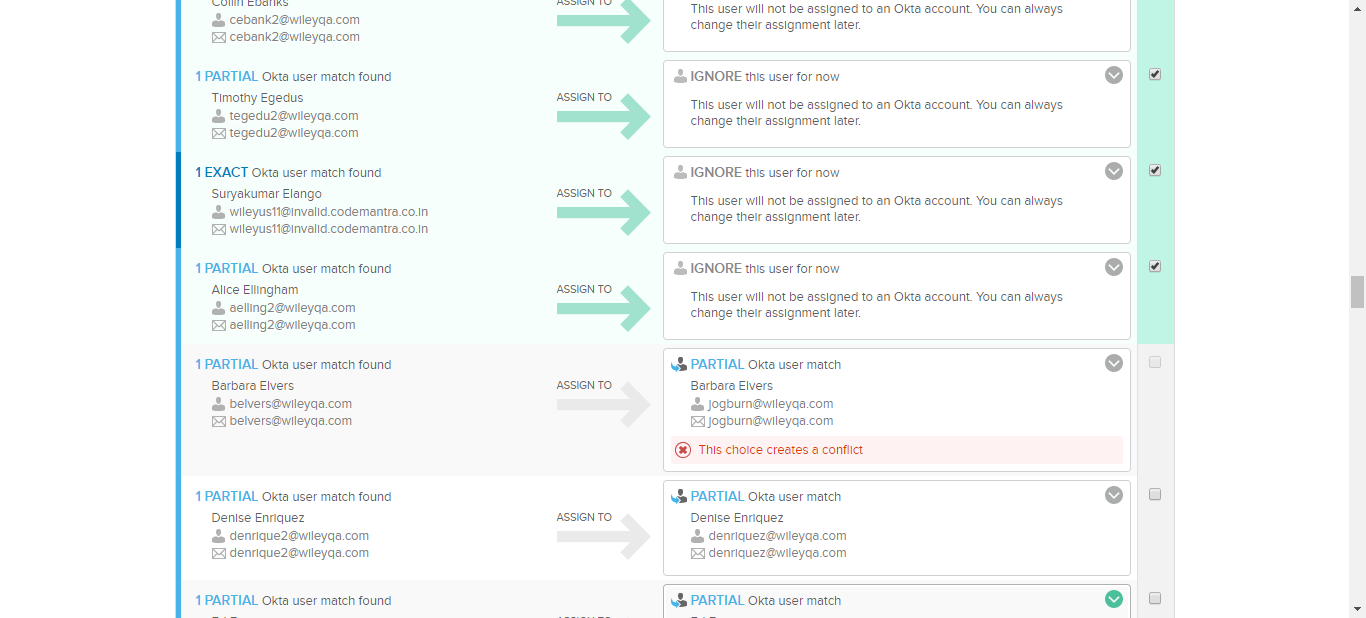 Collin Ebanks
cebank2@wileyqa.com
cebank2@wileyqa.com
ASSIGN TO
This user will not be assigned to an Okta account. You can always
change their assignment later.
1 PARTIAL Okta user match found
Timothy Egedus
tegedu2@wileyqa.com
tegedu2@wileyqa.com
ASSIGN TO
IGNORE this user for now
This user will not be assigned to an Okta account. You can always
change their assignment later.
1 EXACT Okta user match found
Suryakumar Elango
wileyus11@invalid.codemantra.co.in
wileyus11@invalid.codemantra.co.in
ASSIGN TO
IGNORE this user for now
This user will not be assigned to an Okta account. You can always
change their assignment later.
1 PARTIAL Okta user match found
Alice Ellingham
aelling2@wileyqa.com
aelling2@wileyqa.com
ASSIGN TO
IGNORE this user for now
This user will not be assigned to an Okta account. You can always
change their assignment later.
1 PARTIAL Okta user match found
Barbara Elvers
belvers@wileyqa.com
belvers@wileyqa.com
ASSIGN TO
PARTIAL Okta user match
Barbara Elvers
jogburn@wileyqa.com
jogburn@wileyqa.com
This choice creates a conflict
1 PARTIAL Okta user match found
Denise Enriquez
denrique2@wileyqa.com
denrique2@wileyqa.com
ASSIGN TO
PARTIAL Okta user match
Denise Enriquez
denriquez@wileyqa.com
denriquez@wileyqa.com
1 PARTIAL Okta user match found
PARTIAL Okta user match